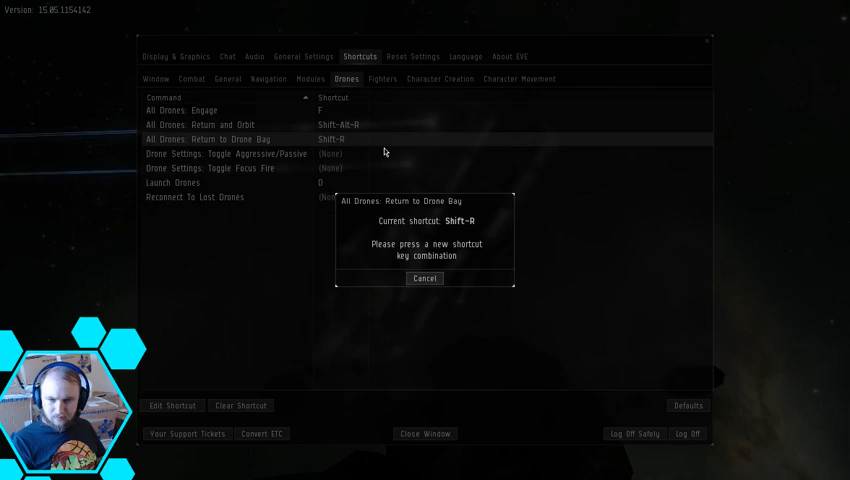 Version: 15.05.1154142
Display & Graphics Chat Audio General Settings Shortcuts Reset Settings Language About EVE
Window Combat General Navigation Modules Drones Fighters Character Creation Character Movement
Command Shortcut
All Drones: Engage F
All Drones: Return and Orbit Shift-Alt-R
All Drones: Return to Drone Bay Shift-R
Drone Settings: Toggle Aggressive/Passive (None)
Drone Settings: Toggle Focus Fire (None)
Launch Drones D
Reconnect To Lost Drones
All Drones: Return to Drone Bay
Current shortcut: Shift-R
Please press a new shortcut
key combination
Cancel
Edit Shortcut Clear Shortcut Defaults
Your Support Tickets Convert ETC Close Window Log Off Safely Log Off